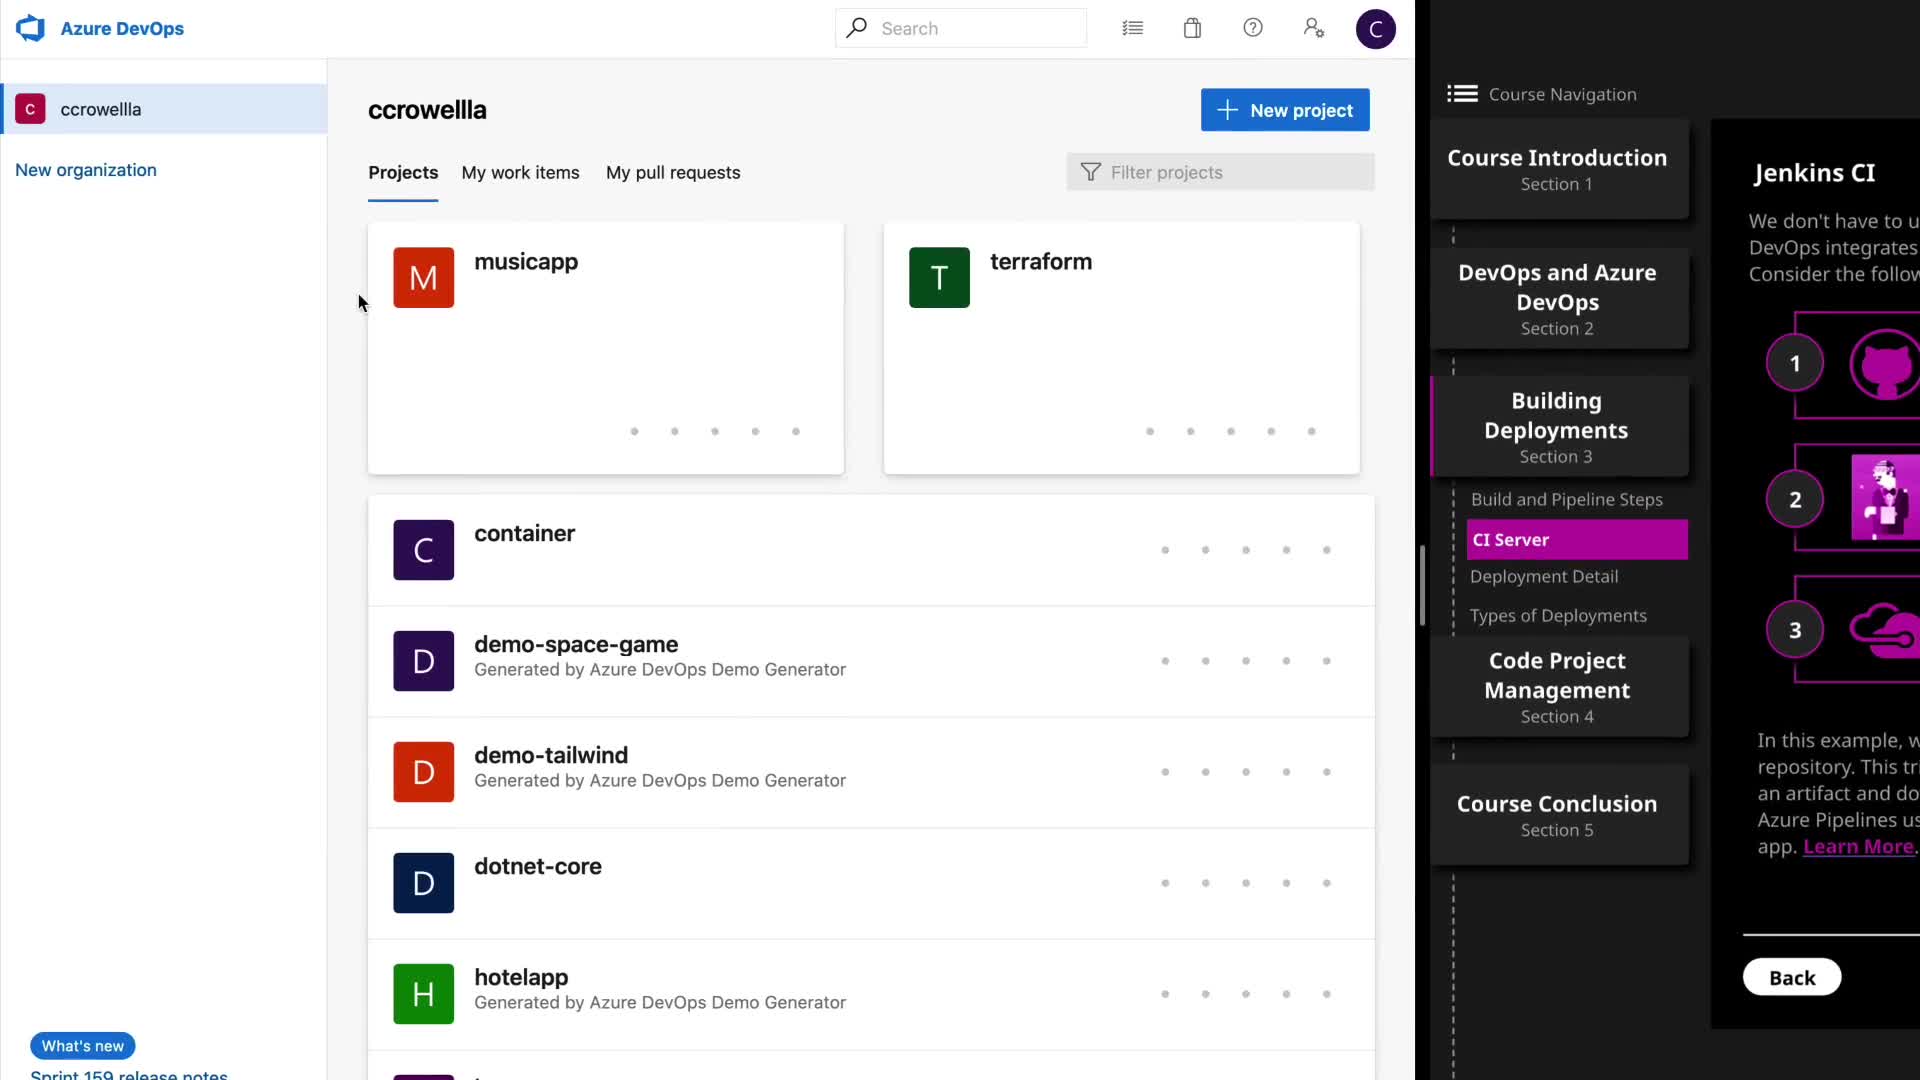 Azure DevOps
Search
C
C
ccrowellla
New organization
ccrowellla
New project
Projects
My work items
My pull requests
Filter projects
M
musicapp
T
terraform
C
container
D
demo-space-game
Generated by Azure DevOps Demo Generator
D
demo-tailwind
Generated by Azure DevOps Demo Generator
D
dotnet-core
H
hotelapp
Generated by Azure DevOps Demo Generator
What's new
Sprint 159 release notes
Course Navigation
Course Introduction
Section 1
DevOps and Azure
DevOps
Section 2
Building
Deployments
Section 3
Build and Pipeline Steps
CI Server
Deployment Detail
Types of Deployments
Code Project
Management
Section 4
Course Conclusion
Section 5
Jenkins CI
We don't have to u
DevOps integrates
Consider the follow
1
2
3
In this example, w
repository. This tri
an artifact and do
Azure Pipelines us
app. Learn More.
Back